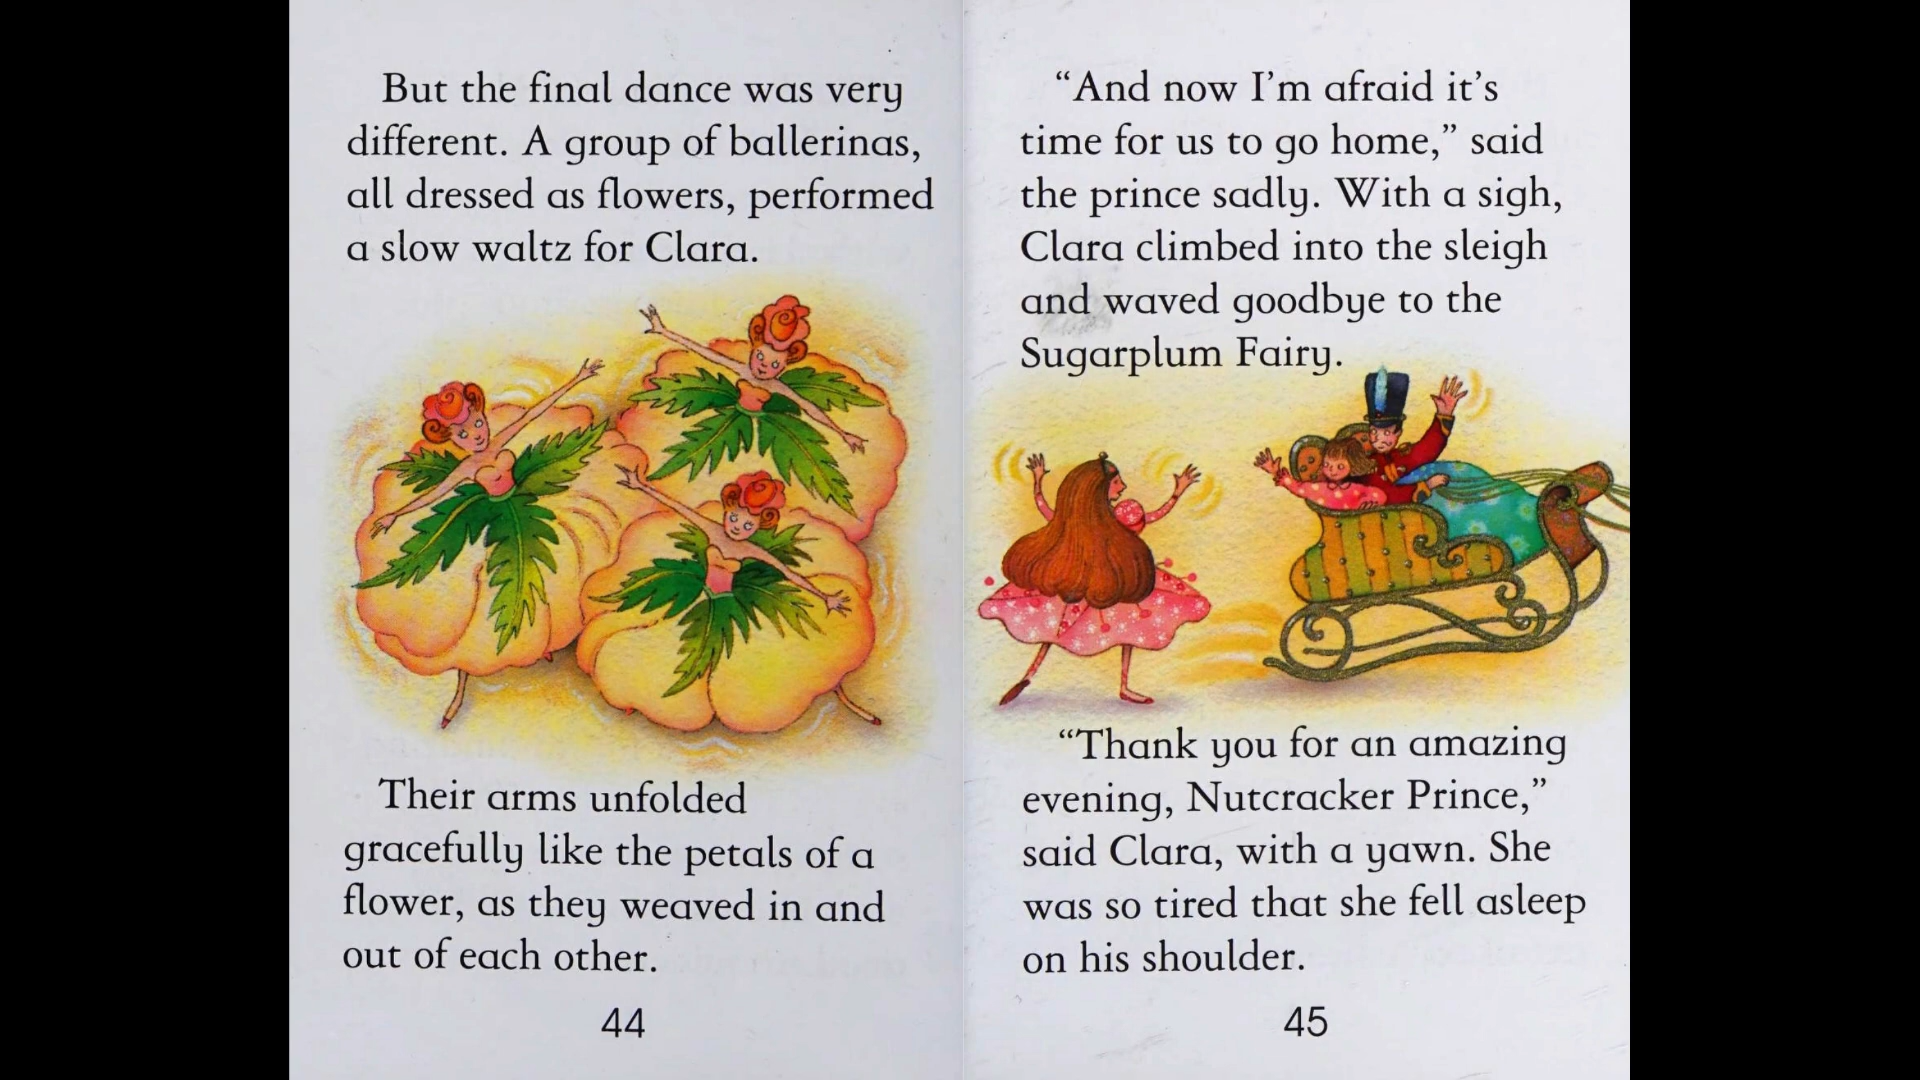 But the final dance was very
different. A group of ballerinas,
all dressed as flowers, performed
a slow waltz for Clara.
Their arms unfolded
gracefully like the petals of a
flower, as they weaved in and
out of each other.
44
“And now I’m afraid it’s
time for us to go home,” said
the prince sadly. With a sigh,
Clara climbed into the sleigh
and waved goodbye to the
Sugarplum Fairy.
“Thank you for an amazing
evening, Nutcracker Prince,”
said Clara, with a yawn. She
was so tired that she fell asleep
on his shoulder.
45